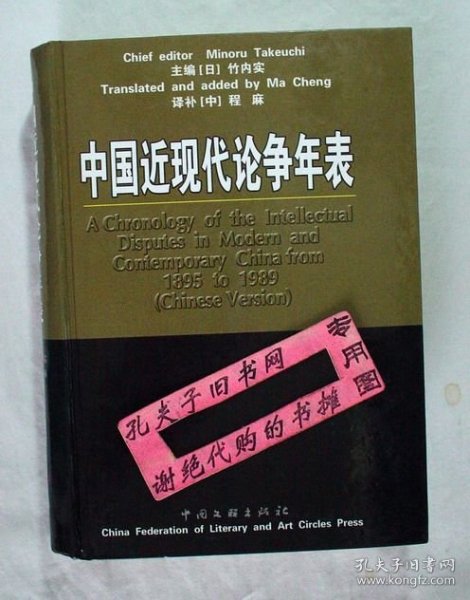 Chief editor Minoru Takeuchi
主编[日] 竹内实
Translated and added by Ma Cheng
译补[中] 程 麻
中国近现代论争年表
A Chronology of the Intellectual
Disputes in Modern and
Contemporary China from
1895 to 1989
(Chinese Version)
孔夫子旧书网
专用图
谢绝代购的书摊
中国文联出版社
China Federation of Literary and Art Circles Press
孔夫子旧书网
www.kongfz.com